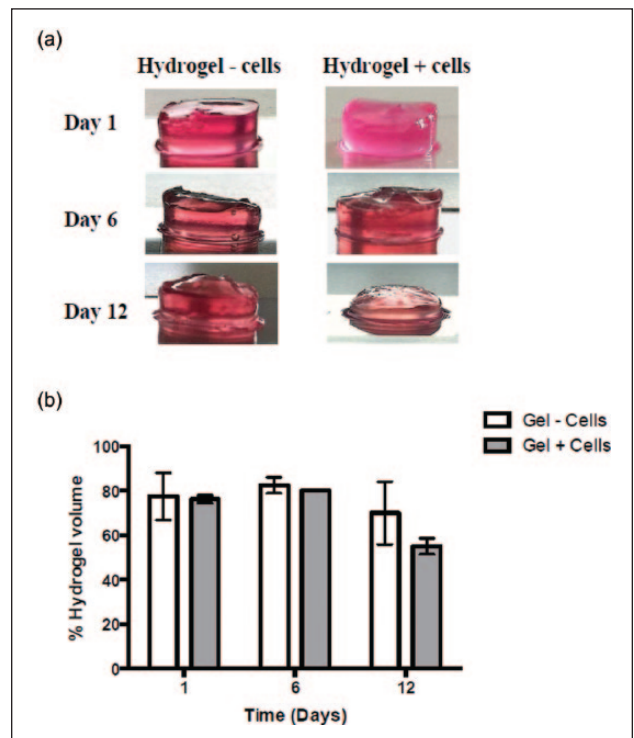 (a)
Hydrogel - cells Hydrogel + cells
Day 1
Day 6
Day 12
(b)
Gel - Cells
Gel + Cells
100
80
60
40
20
0
% Hydrogel volume
1 6 12
Time (Days)